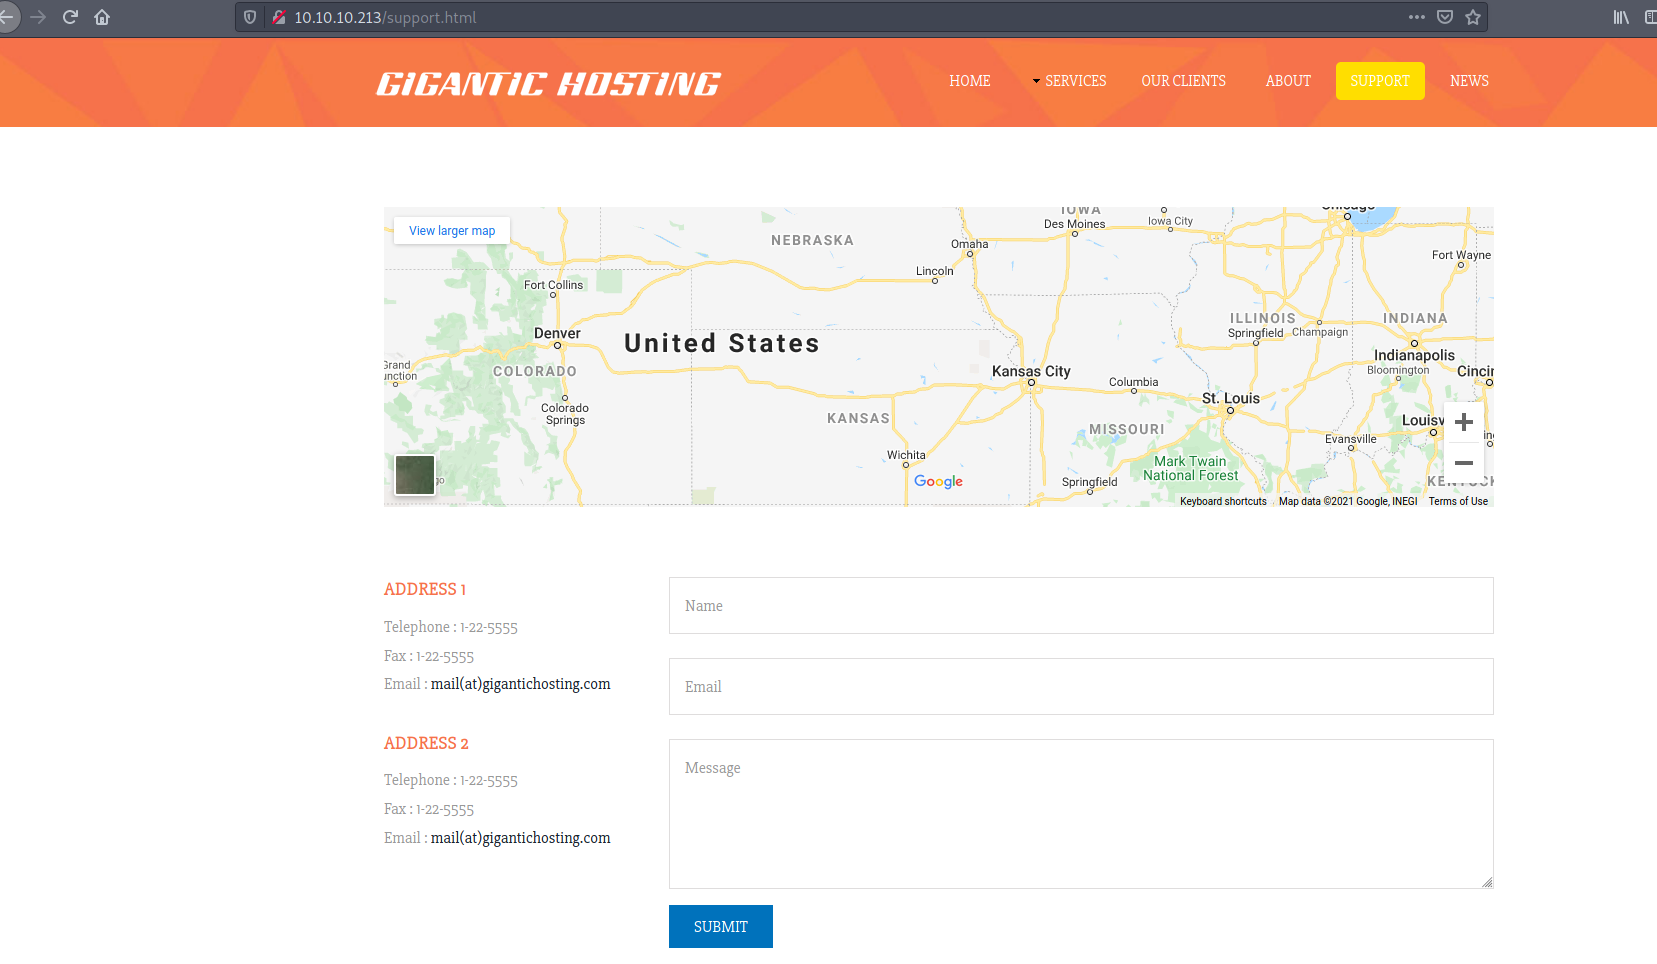 10.10.10.213/support.html
GIGANTIC HOSTING
HOME SERVICES OUR CLIENTS ABOUT SUPPORT NEWS
View larger map
IOWA
Des Moines
Iowa City
Chicago
NEBRASKA
Omaha
Lincoln
Fort Wayne
Fort Collins
Denver
United States
ILLINOIS
Springfield
Champaign
INDIANA
Indianapolis
Bloomington
Grand
COLORADO
Kansas City
Columbia
St. Louis
Colorado
Springs
KANSAS
MISSOURI
Evansville
Wichita
Mark Twain
National Forest
Google
Springfield
Keyboard shortcuts Map data ©2021 Google, INEGI Terms of Use
ADDRESS 1
Telephone : 1-22-5555
Fax : 1-22-5555
Email : mail(at)gigantichosting.com
ADDRESS 2
Telephone : 1-22-5555
Fax : 1-22-5555
Email : mail(at)gigantichosting.com
Name
Email
Message
SUBMIT